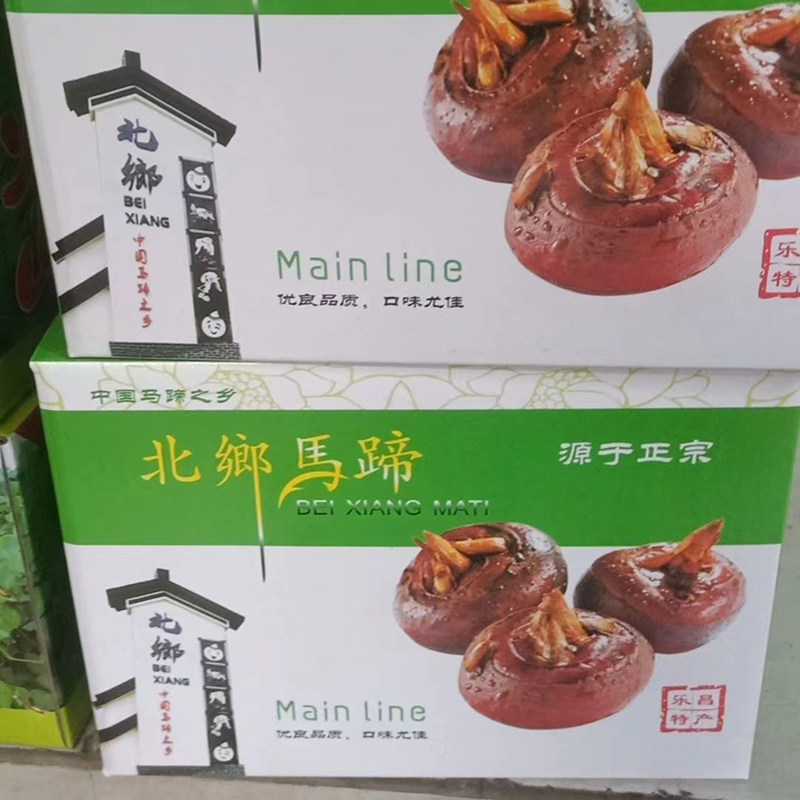 北
鄉
BEI
XIANG
中国马蹄之乡
Main line
优良品质。口味尤佳
乐
特
中国马蹄之乡
北鄉馬蹄
BEI XIANG MATI
源于正宗
北
鄉
BEI
XIANG
中国马蹄之乡
Main line
优良品质。口味尤佳
乐昌
特产